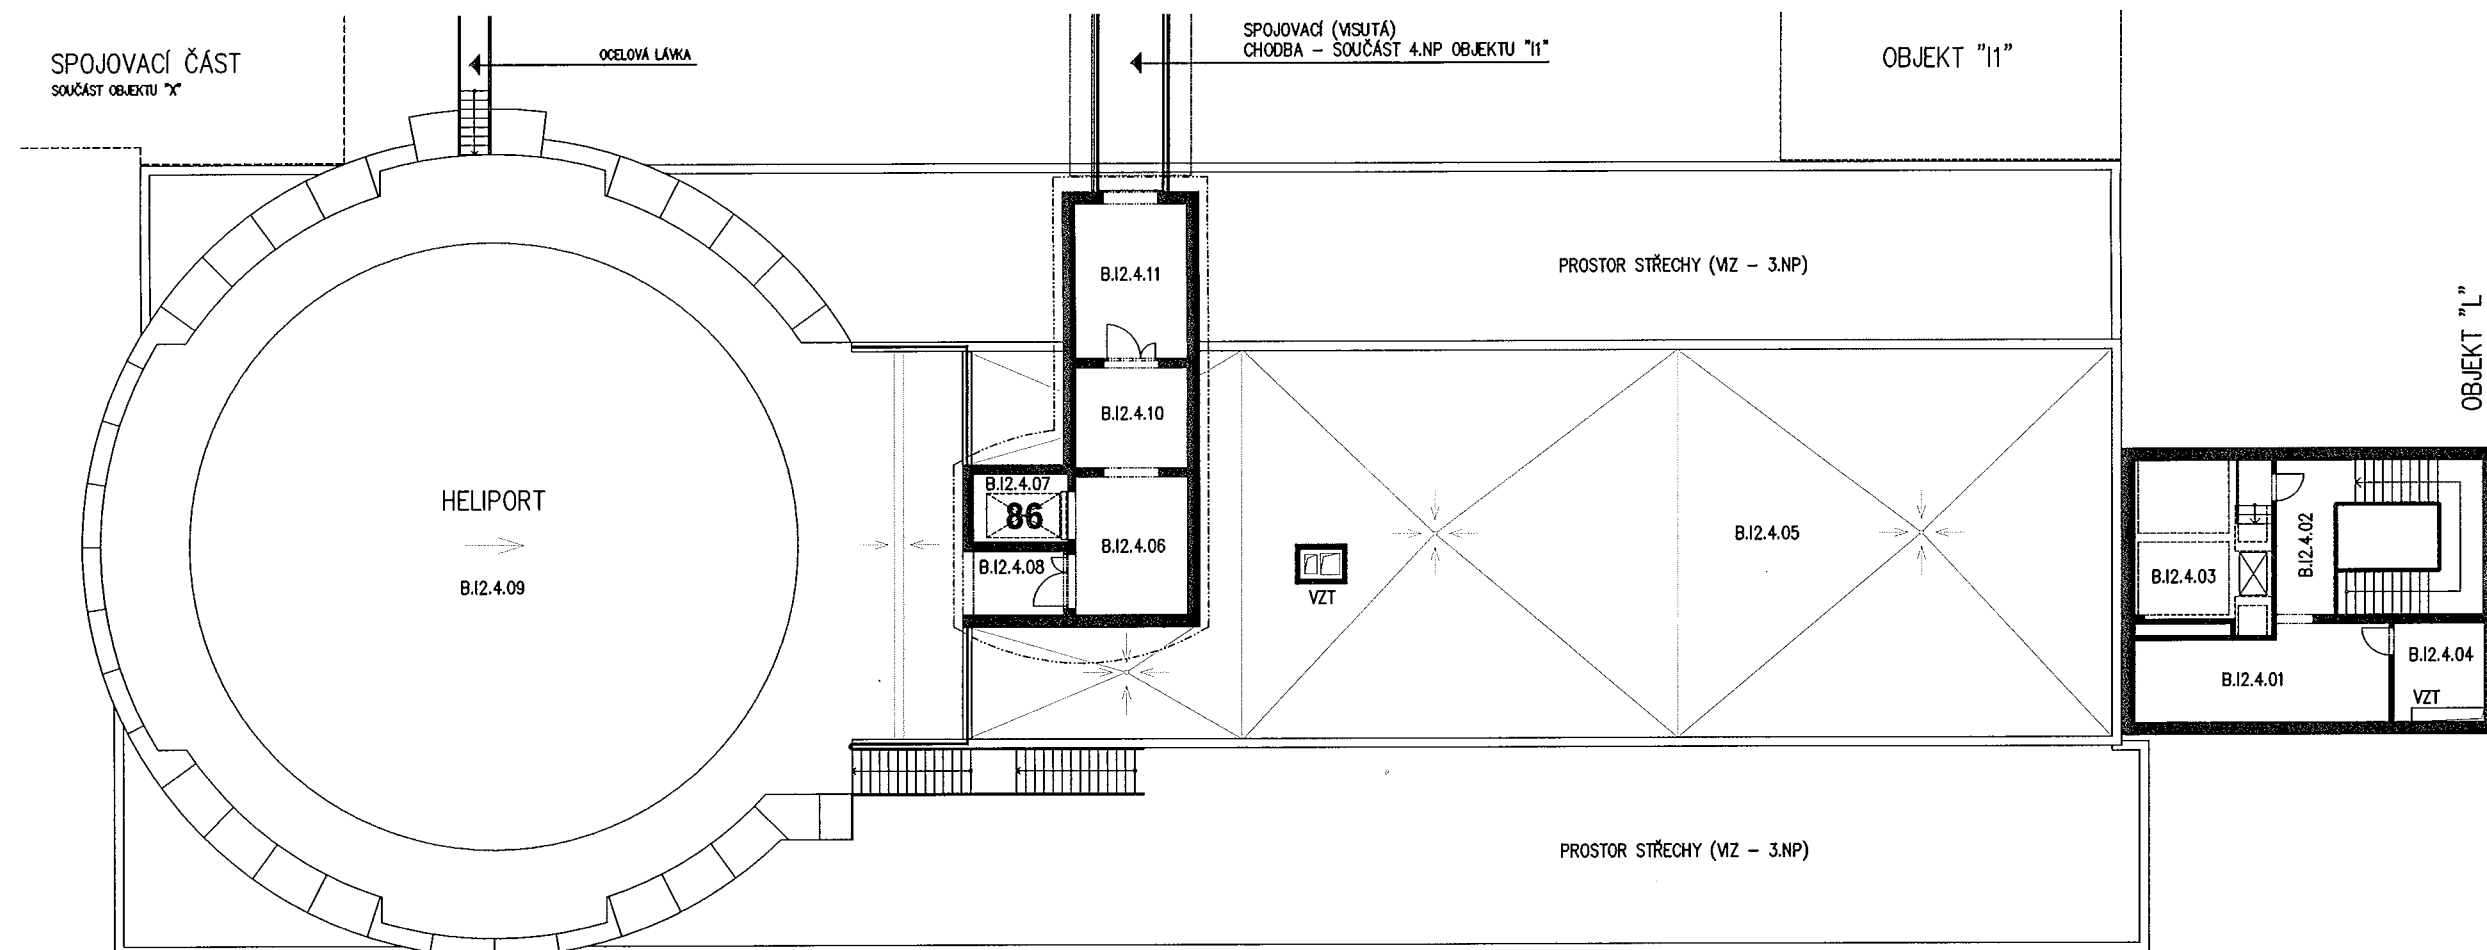 SPOJOVACÍ ČÁST
SOUČÁST OBJEKTU "X"
OCELOVÁ LÁVKA
SPOJOVACÍ (VISUTÁ)
CHODBA – SOUČÁST 4.NP OBJEKTU "I1"
OBJEKT "I1"
PROSTOR STŘECHY (VIZ – 3.NP)
OBJEKT "L"
B.I2.4.11
B.I2.4.10
B.I2.4.07
86
B.I2.4.06
B.I2.4.08
HELIPORT
B.I2.4.09
VZT
B.I2.4.05
B.I2.4.02
B.I2.4.03
B.I2.4.04
VZT
B.I2.4.01
PROSTOR STŘECHY (VIZ – 3.NP)